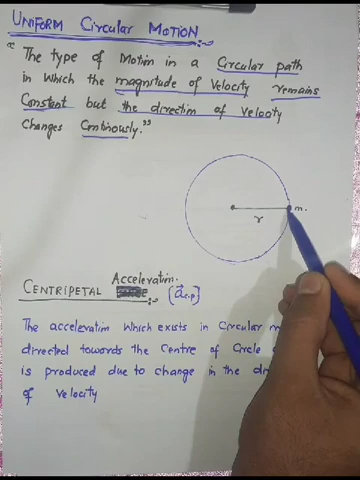 UNIFORM CIRCULAR MOTION
"The type of Motion in a Circular path
in which the magnitude of velocity remains
Constant but the direction of velocity
Changes Continously."
r
m.
Acceleration.
CENTRIPETAL :- [a⃗c.p]
The acceleration which exists in Circular m
directed towards the Centre of Circle
is produced due to change in the di
of velocity